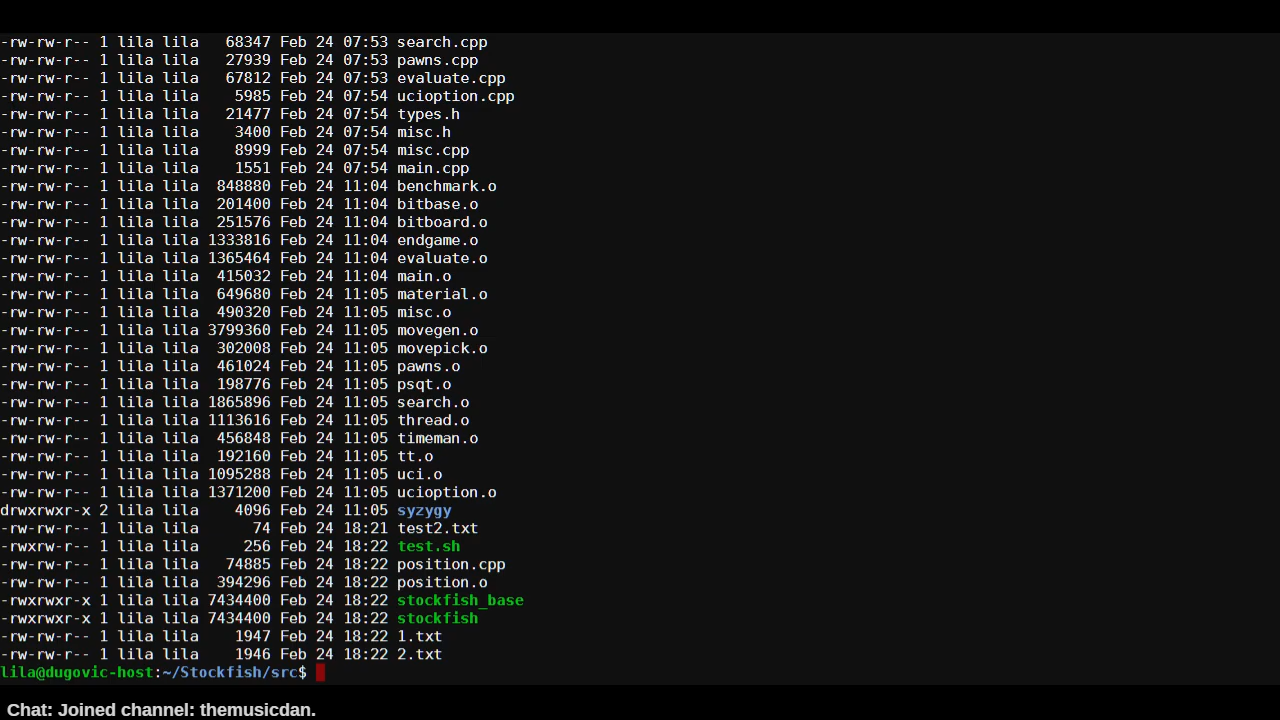 -rw-rw-r-- 1 lila lila   68347 Feb 24 07:53 search.cpp
-rw-rw-r-- 1 lila lila   27939 Feb 24 07:53 pawns.cpp
-rw-rw-r-- 1 lila lila   67812 Feb 24 07:53 evaluate.cpp
-rw-rw-r-- 1 lila lila    5985 Feb 24 07:54 ucioption.cpp
-rw-rw-r-- 1 lila lila   21477 Feb 24 07:54 types.h
-rw-rw-r-- 1 lila lila    3400 Feb 24 07:54 misc.h
-rw-rw-r-- 1 lila lila    8999 Feb 24 07:54 misc.cpp
-rw-rw-r-- 1 lila lila    1551 Feb 24 07:54 main.cpp
-rw-rw-r-- 1 lila lila  848880 Feb 24 11:04 benchmark.o
-rw-rw-r-- 1 lila lila  201400 Feb 24 11:04 bitbase.o
-rw-rw-r-- 1 lila lila  251576 Feb 24 11:04 bitboard.o
-rw-rw-r-- 1 lila lila 1333816 Feb 24 11:04 endgame.o
-rw-rw-r-- 1 lila lila 1365464 Feb 24 11:04 evaluate.o
-rw-rw-r-- 1 lila lila  415032 Feb 24 11:04 main.o
-rw-rw-r-- 1 lila lila  649680 Feb 24 11:05 material.o
-rw-rw-r-- 1 lila lila  490320 Feb 24 11:05 misc.o
-rw-rw-r-- 1 lila lila 3799360 Feb 24 11:05 movegen.o
-rw-rw-r-- 1 lila lila  302008 Feb 24 11:05 movepick.o
-rw-rw-r-- 1 lila lila  461024 Feb 24 11:05 pawns.o
-rw-rw-r-- 1 lila lila  198776 Feb 24 11:05 psqt.o
-rw-rw-r-- 1 lila lila 1865896 Feb 24 11:05 search.o
-rw-rw-r-- 1 lila lila 1113616 Feb 24 11:05 thread.o
-rw-rw-r-- 1 lila lila  456848 Feb 24 11:05 timeman.o
-rw-rw-r-- 1 lila lila  192160 Feb 24 11:05 tt.o
-rw-rw-r-- 1 lila lila 1095288 Feb 24 11:05 uci.o
-rw-rw-r-- 1 lila lila 1371200 Feb 24 11:05 ucioption.o
drwxrwxr-x 2 lila lila    4096 Feb 24 11:05 syzygy
-rw-rw-r-- 1 lila lila      74 Feb 24 18:21 test2.txt
-rwxrw-r-- 1 lila lila     256 Feb 24 18:22 test.sh
-rw-rw-r-- 1 lila lila   74885 Feb 24 18:22 position.cpp
-rw-rw-r-- 1 lila lila  394296 Feb 24 18:22 position.o
-rwxrwxr-x 1 lila lila 7434400 Feb 24 18:22 stockfish_base
-rwxrwxr-x 1 lila lila 7434400 Feb 24 18:22 stockfish
-rw-rw-r-- 1 lila lila    1947 Feb 24 18:22 1.txt
-rw-rw-r-- 1 lila lila    1946 Feb 24 18:22 2.txt
lila@dugovic-host:~/Stockfish/src$
Chat: Joined channel: themusicdan.